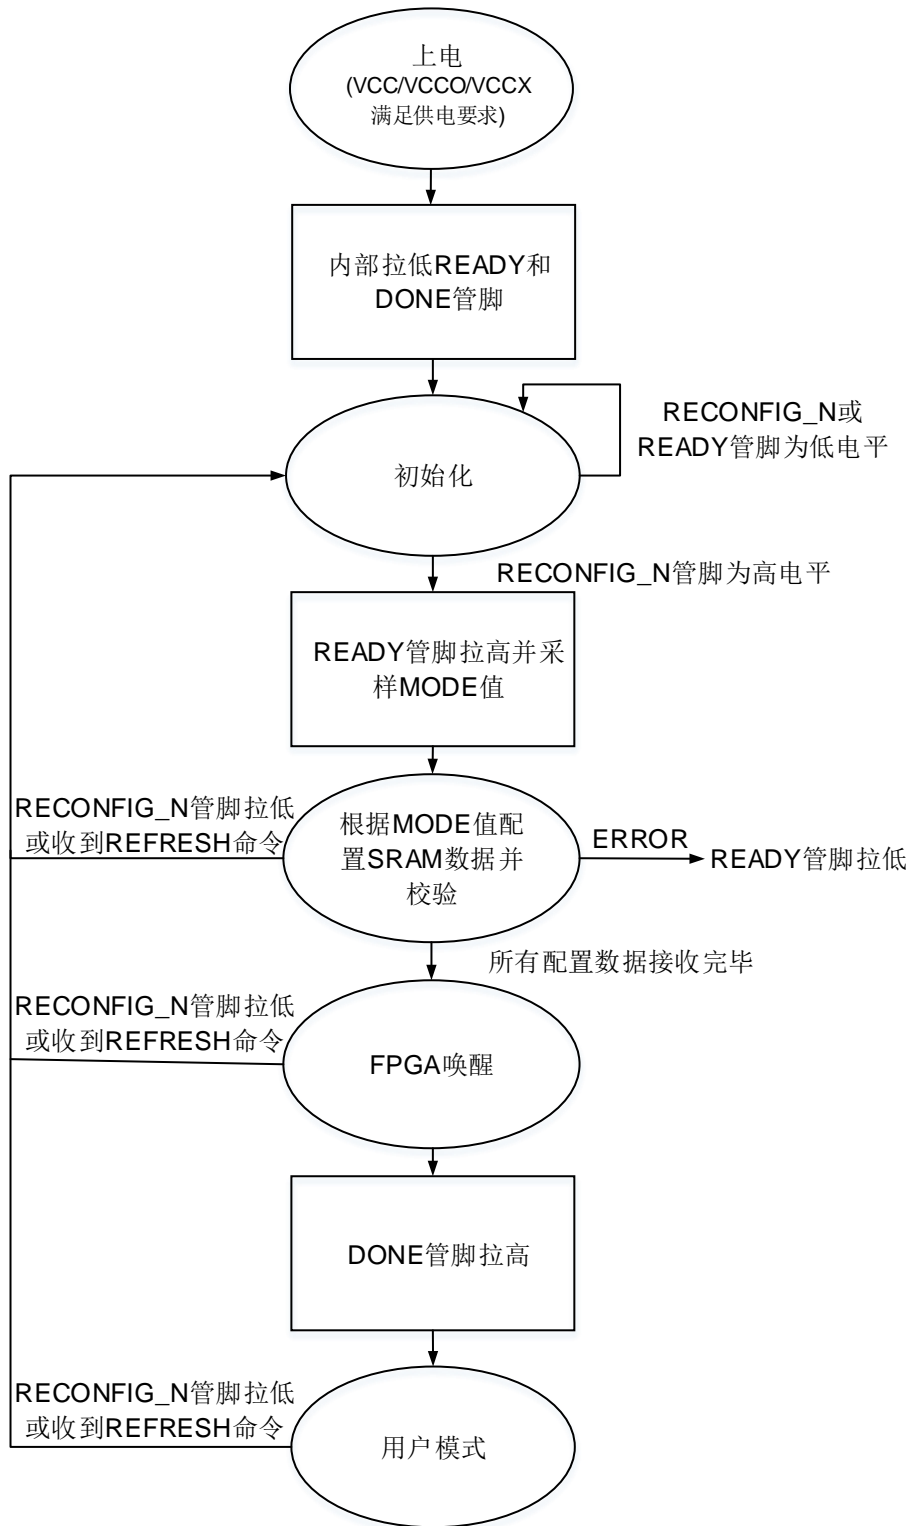 上电
(VCC/VCCO/VCCX
满足供电要求)
内部拉低READY和
DONE管脚
RECONFIG_N或
READY管脚为低电平
初始化
RECONFIG_N管脚为高电平
READY管脚拉高并采
样MODE值
RECONFIG_N管脚拉低
或收到REFRESH命令
根据MODE值配
置SRAM数据并
校验
ERROR
READY管脚拉低
所有配置数据接收完毕
RECONFIG_N管脚拉低
或收到REFRESH命令
FPGA唤醒
DONE管脚拉高
RECONFIG_N管脚拉低
或收到REFRESH命令
用户模式